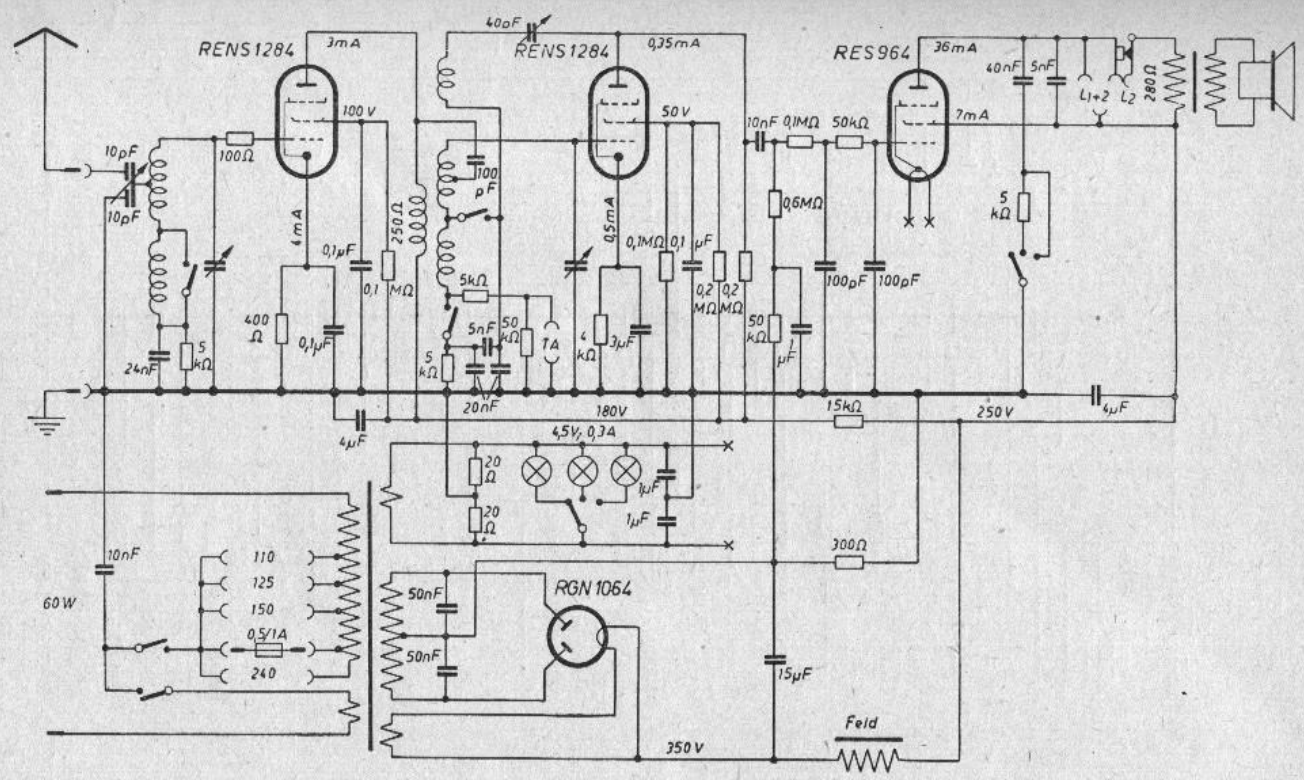 40pF
RENS1284
3mA
RENS1284
0,35mA
RES964
36mA
40nF
5nF
L1+2
L2
280Ω
100V
50V
7mA
10nF
0,1MΩ
50kΩ
10pF
10pF
100Ω
100
pF
4mA
250Ω
0,5mA
0,6MΩ
5
kΩ
0,1µF
0,1
MΩ
0,1MΩ
0,1
µF
0,2
MΩ
0,2
MΩ
100pF
100pF
5kΩ
400
Ω
0,1µF
5nF
50
kΩ
TA
4
kΩ
3µF
50
kΩ
1
µF
24nF
5
kΩ
5
kΩ
20nF
180V
15kΩ
250V
4µF
4µF
4,5V; 0,3A
20
Ω
20
Ω
1µF
1µF
300Ω
10nF
110
125
150
0,5/1A
240
60W
50nF
50nF
RGN1064
15µF
350V
Feld